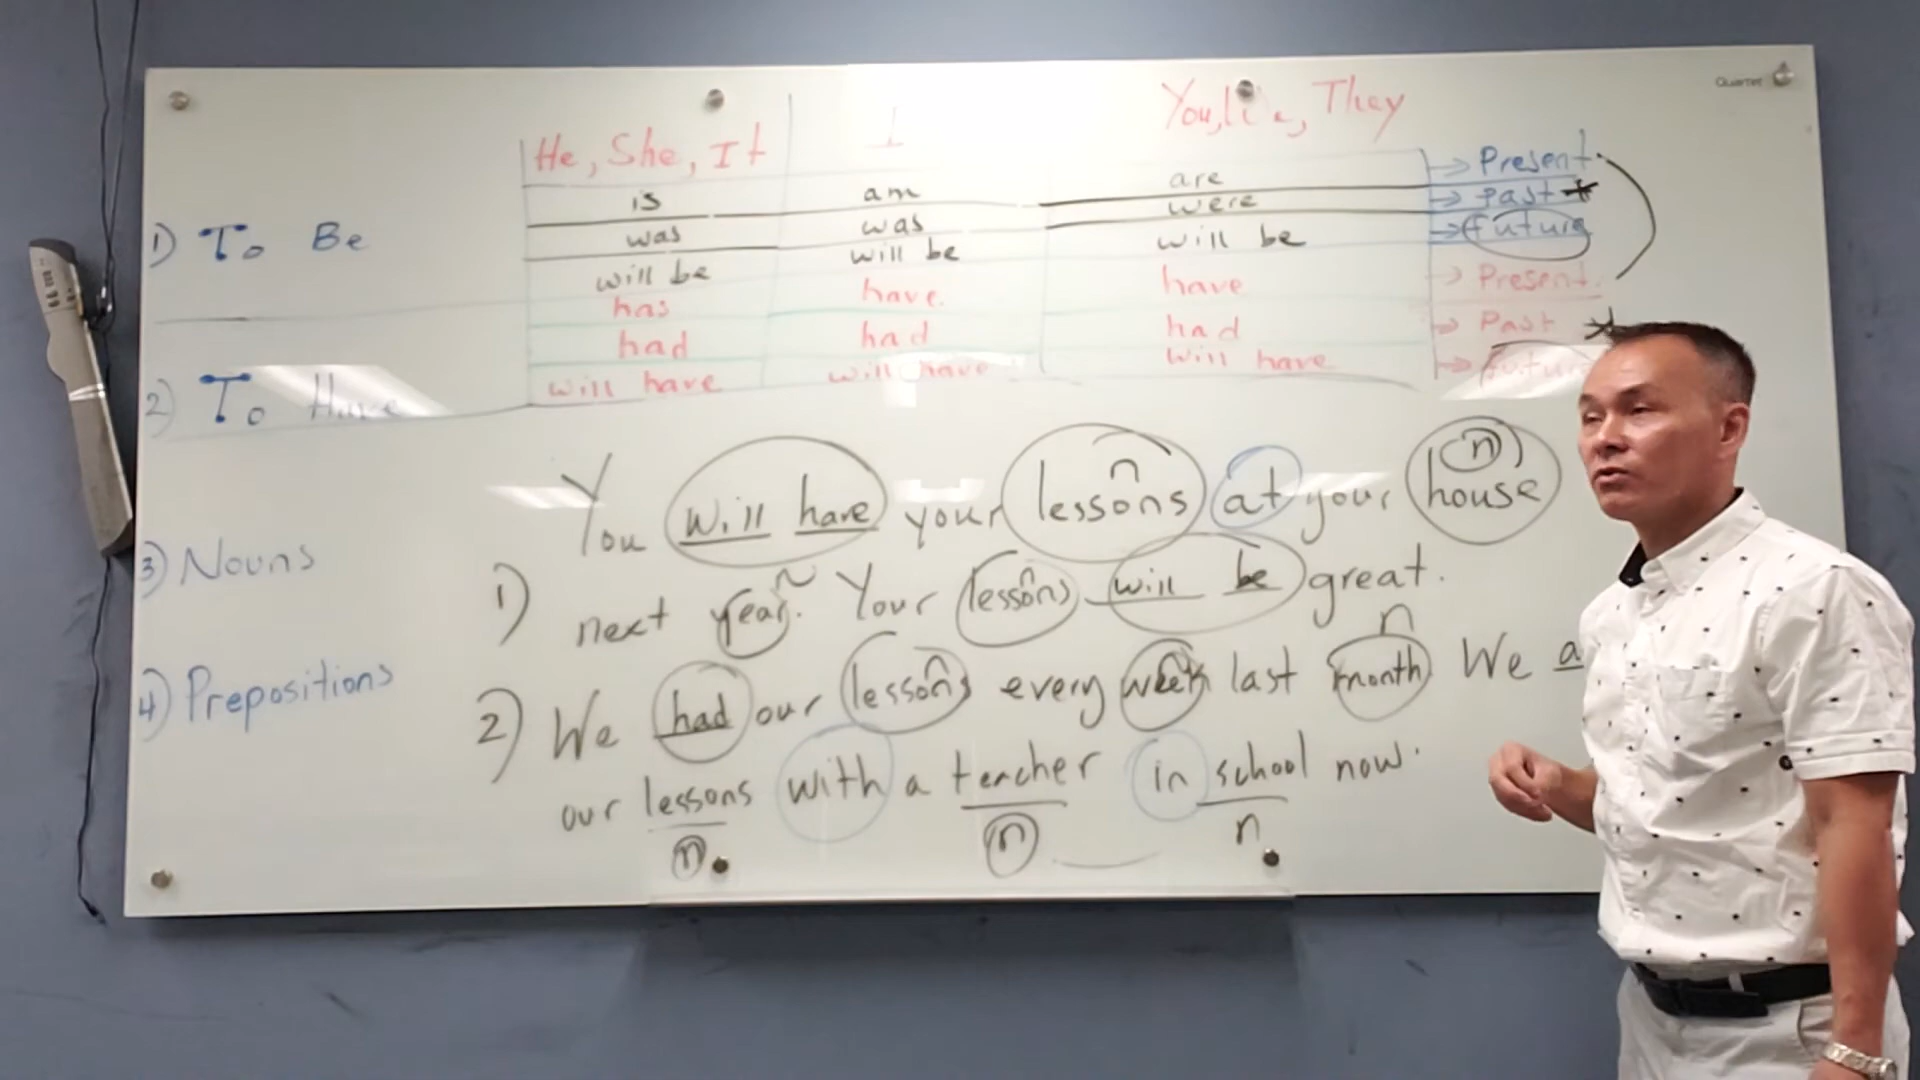 Quartet
He, She, It I You, We, They
is am are → Present
was was were → Past *
1) To Be will be will be will be → future
has have have → Present
had had had → Past *
2) To Have will have will have will have → future
You will have your lessons n at your house n
1) next year n. Your lessons n will be great.
2) We had our lessons n every week n last month n We a
our lessons with a teacher in school now.
n n n
3) Nouns
4) Prepositions